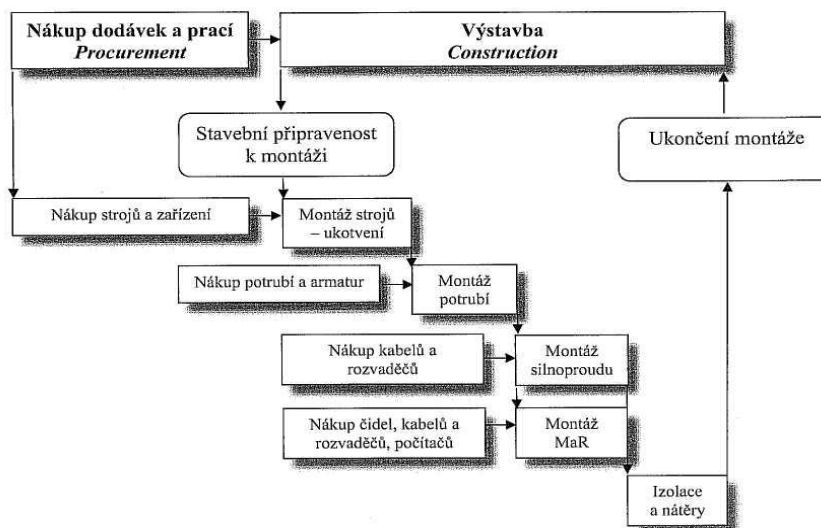 Nákup dodávek a prací
Procurement
Výstavba
Construction
Stavební připravenost
k montáži
Ukončení montáže
Nákup strojů a zařízení
Montáž strojů
– ukotvení
Nákup potrubí a armatur
Montáž
potrubí
Nákup kabelů a
rozvaděčů
Montáž
silnoproudu
Nákup čidel, kabelů a
rozvaděčů, počítačů
Montáž
MaR
Izolace
a nátěry